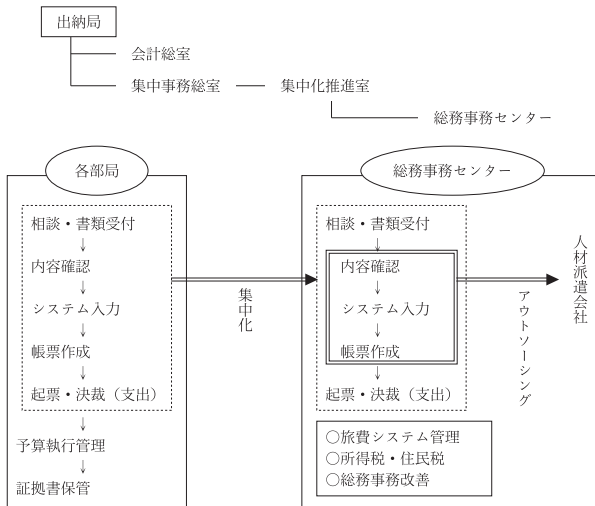 出納局
会計総室
集中事務総室
集中化推進室
総務事務センター
各部局
相談・書類受付
↓
内容確認
↓
システム入力
↓
帳票作成
↓
起票・決裁（支出）
↓
予算執行管理
↓
証拠書保管
集中化
総務事務センター
相談・書類受付
↓
内容確認
↓
システム入力
↓
帳票作成
↓
起票・決裁（支出）
○旅費システム管理
○所得税・住民税
○総務事務改善
アウトソーシング
人材派遣会社